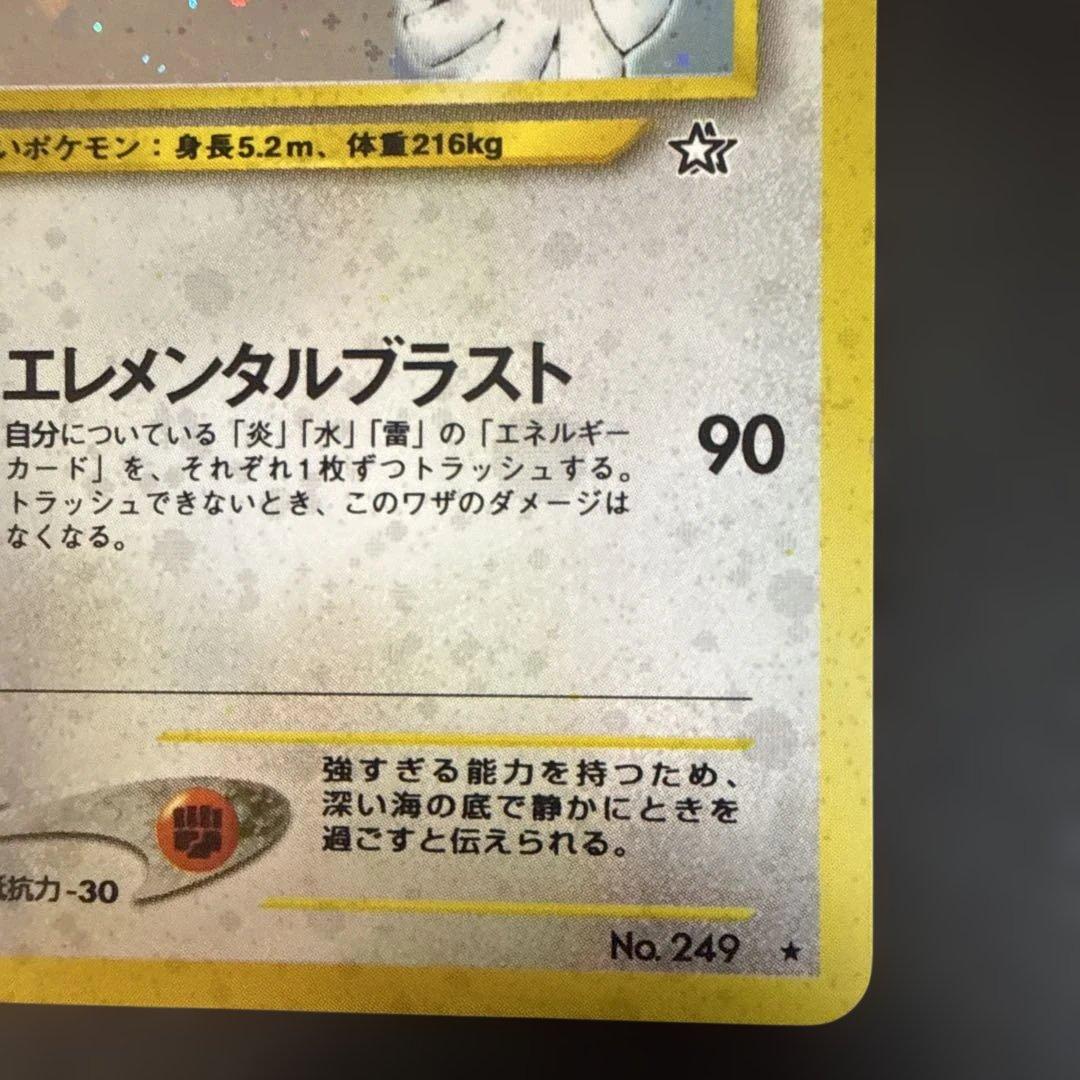 いポケモン：身長5.2m、体重216kg
エレメンタルブラスト
90
自分についている「炎」「水」「雷」の「エネルギー
カード」を、それぞれ1枚ずつトラッシュする。
トラッシュできないとき、このワザのダメージは
なくなる。
強すぎる能力を持つため、
深い海の底で静かにときを
過ごすと伝えられる。
抵抗力-30
No. 249 ★